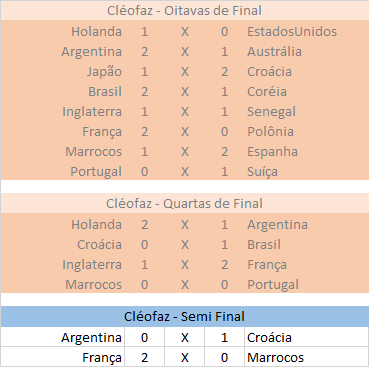 Cléofaz - Oitavas de Final
Holanda 1 X 0 EstadosUnidos
Argentina 2 X 1 Austrália
Japão 1 X 2 Croácia
Brasil 2 X 1 Coréia
Inglaterra 1 X 1 Senegal
França 2 X 0 Polônia
Marrocos 1 X 2 Espanha
Portugal 0 X 1 Suíça
Cléofaz - Quartas de Final
Holanda 2 X 1 Argentina
Croácia 0 X 1 Brasil
Inglaterra 1 X 2 França
Marrocos 0 X 0 Portugal
Cléofaz - Semi Final
Argentina 0 X 1 Croácia
França 2 X 0 Marrocos